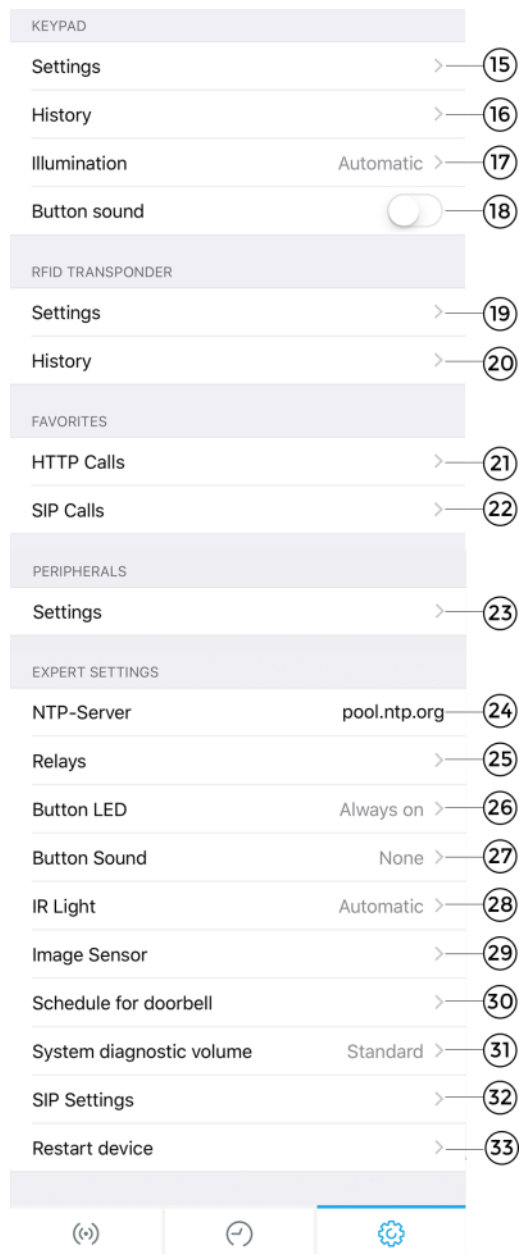 KEYPAD
Settings 15
History 16
Illumination Automatic 17
Button sound 18
RFID TRANSPONDER
Settings 19
History 20
FAVORITES
HTTP Calls 21
SIP Calls 22
PERIPHERALS
Settings 23
EXPERT SETTINGS
NTP-Server pool.ntp.org 24
Relays 25
Button LED Always on 26
Button Sound None 27
IR Light Automatic 28
Image Sensor 29
Schedule for doorbell 30
System diagnostic volume Standard 31
SIP Settings 32
Restart device 33